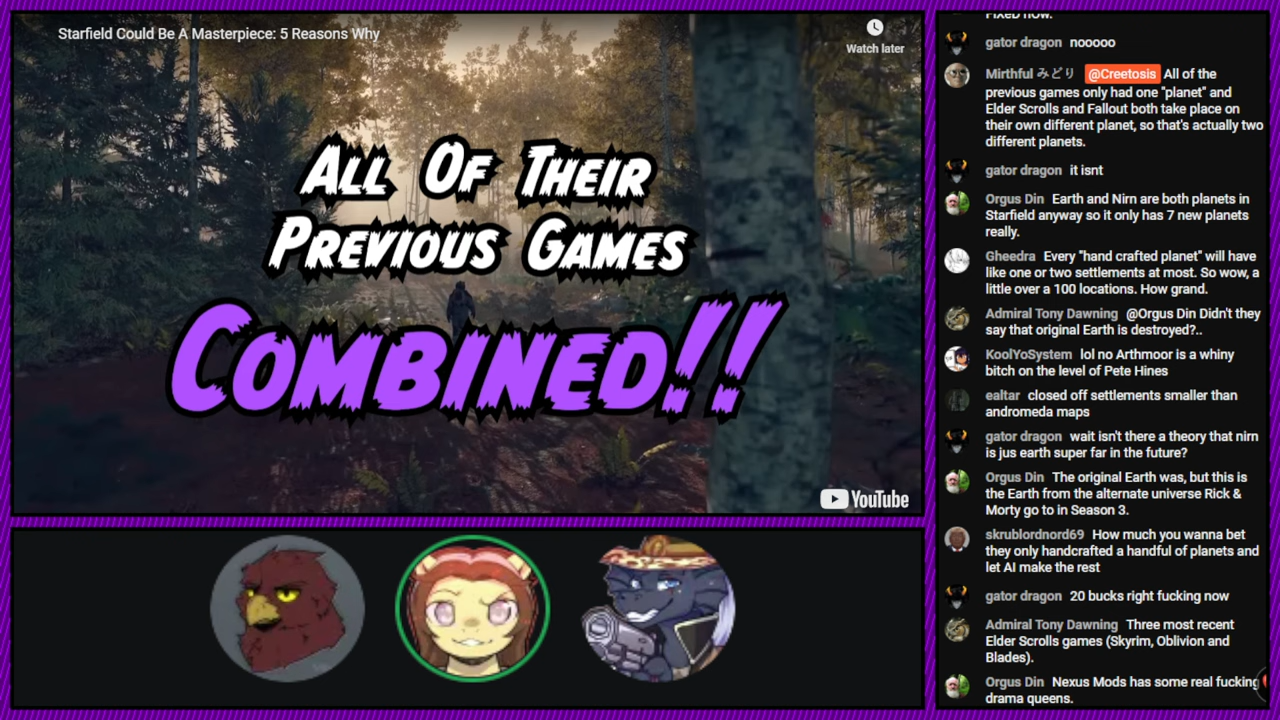 Starfield Could Be A Masterpiece: 5 Reasons Why
Watch later
All Of Their
Previous Games
Combined!!
YouTube
Fixed now.
gator dragon nooooo
Mirthful みどり @Creetosis All of the
previous games only had one "planet" and
Elder Scrolls and Fallout both take place on
their own different planet, so that's actually two
different planets.
gator dragon it isnt
Orgus Din Earth and Nirn are both planets in
Starfield anyway so it only has 7 new planets
really.
Gheedra Every "hand crafted planet" will have
like one or two settlements at most. So wow, a
little over a 100 locations. How grand.
Admiral Tony Dawning @Orgus Din Didn't they
say that original Earth is destroyed?..
KoolYoSystem lol no Arthmoor is a whiny
bitch on the level of Pete Hines
ealtar closed off settlements smaller than
andromeda maps
gator dragon wait isn't there a theory that nirn
is jus earth super far in the future?
Orgus Din The original Earth was, but this is
the Earth from the alternate universe Rick &
Morty go to in Season 3.
skrublordnord69 How much you wanna bet
they only handcrafted a handful of planets and
let AI make the rest
gator dragon 20 bucks right fucking now
Admiral Tony Dawning Three most recent
Elder Scrolls games (Skyrim, Oblivion and
Blades).
Orgus Din Nexus Mods has some real fucking
drama queens.